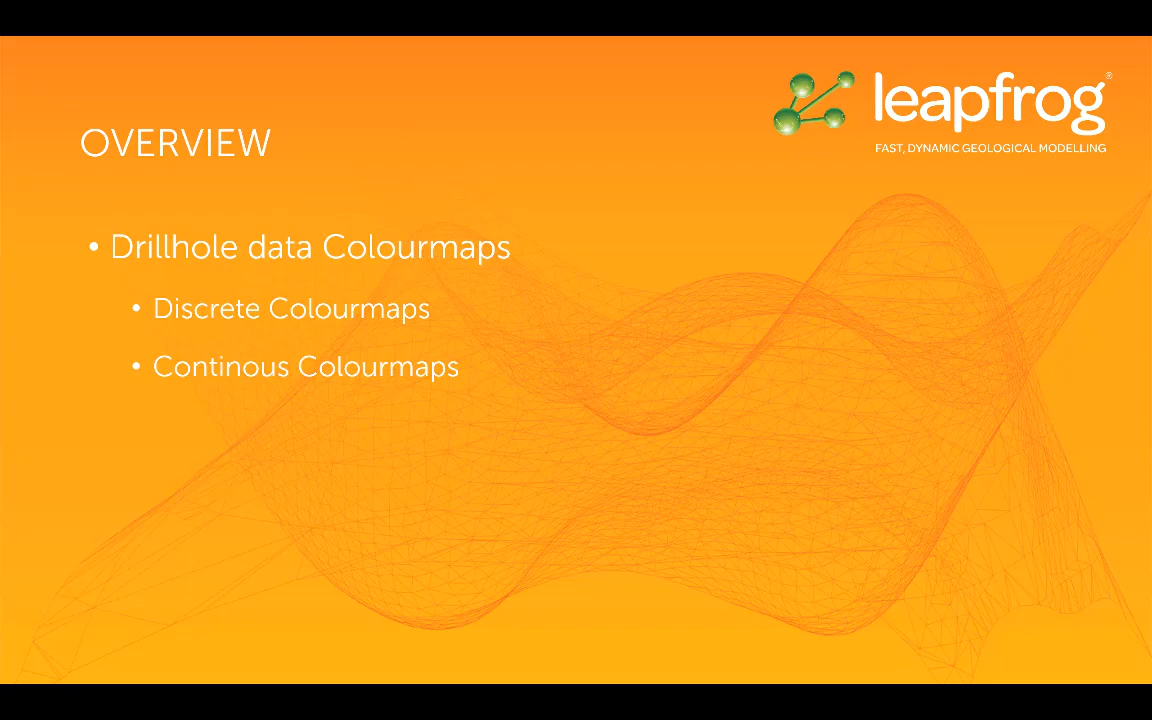 leapfrog®
FAST, DYNAMIC GEOLOGICAL MODELLING
OVERVIEW
• Drillhole data Colourmaps
• Discrete Colourmaps
• Continous Colourmaps